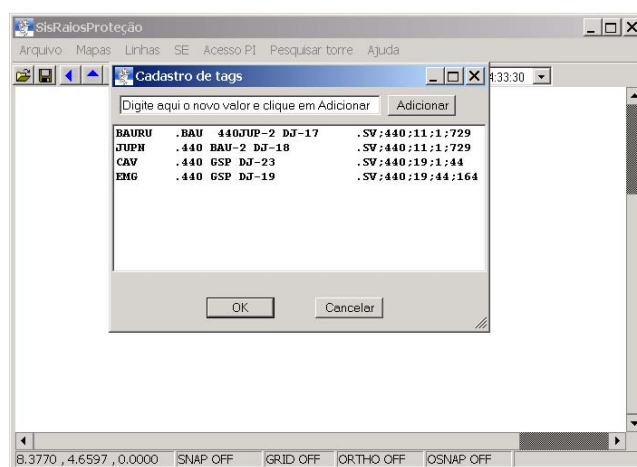 SisRaiosProteção
Arquivo Mapas Linhas SE Acesso PI Pesquisar torre Ajuda
Cadastro de tags
4:33:30
Digite aqui o novo valor e clique em Adicionar Adicionar
BAURU .BAU 440JUP-2 DJ-17 .SV;440;11;1;729
JUPN .440 BAU-2 DJ-18 .SV;440;11;1;729
CAV .440 GSP DJ-23 .SV;440;19;1;44
EMG .440 GSP DJ-19 .SV;440;19;44;164
OK Cancelar
8.3770 , 4.6597 , 0.0000 SNAP OFF GRID OFF ORTHO OFF OSNAP OFF